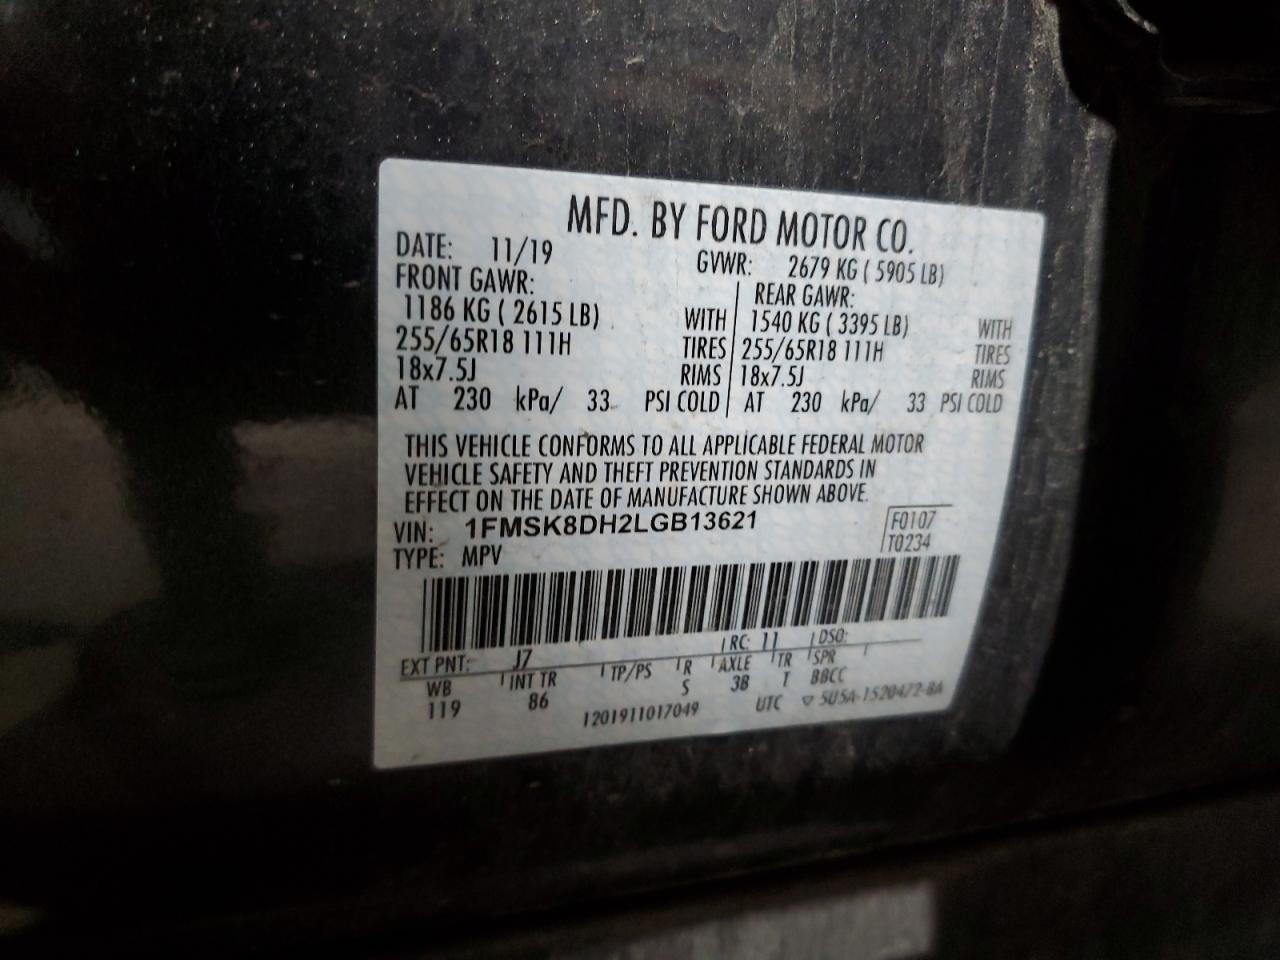 MFD. BY FORD MOTOR CO.
DATE: 11/19 GVWR: 2679 KG ( 5905 LB)
FRONT GAWR: REAR GAWR:
1186 KG ( 2615 LB) WITH 1540 KG ( 3395 LB) WITH
255/65R18 111H TIRES 255/65R18 111H TIRES
18x7.5J RIMS 18x7.5J RIMS
AT 230 kPa/ 33 PSI COLD AT 230 kPa/ 33 PSI COLD
THIS VEHICLE CONFORMS TO ALL APPLICABLE FEDERAL MOTOR
VEHICLE SAFETY AND THEFT PREVENTION STANDARDS IN
EFFECT ON THE DATE OF MANUFACTURE SHOWN ABOVE.
VIN: 1FMSK8DH2LGB13621 F0107
TYPE: MPV T0234
EXT PNT: J7 RC: 11 DSO:
WB INT TR TP/PS R AXLE TR SPR
119 86 S 3B T BBCC
1201911017049 UTC ▽ 5U5A-1520472-BA